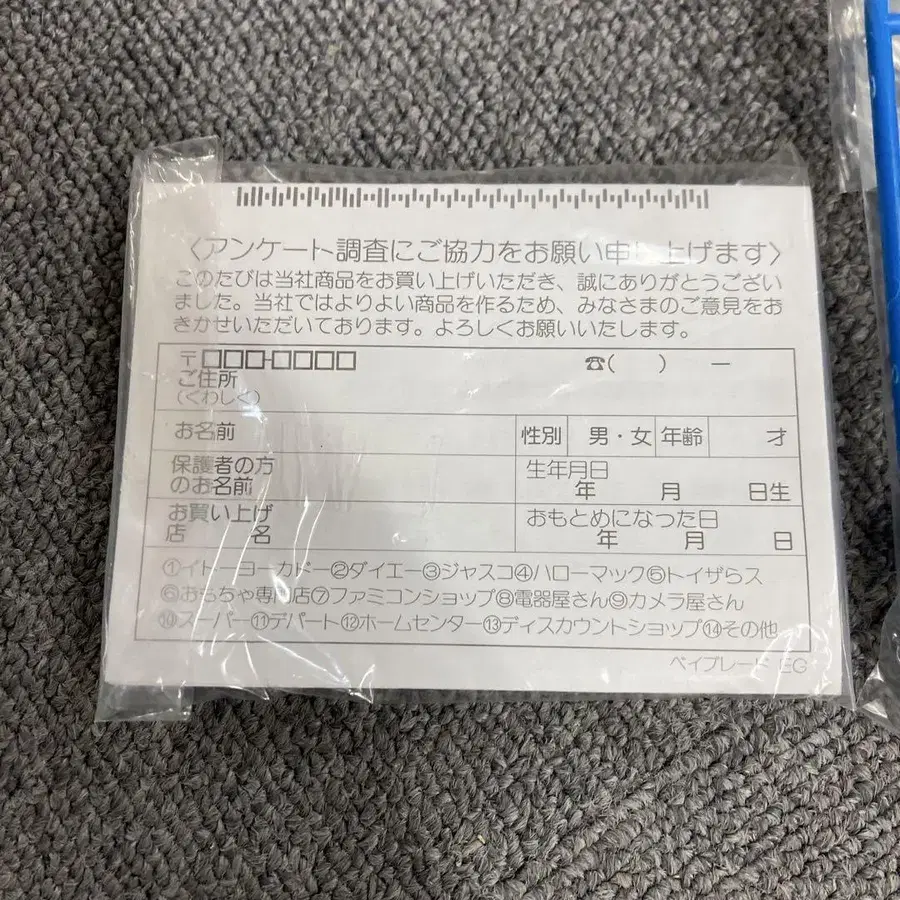 〈アンケート調査にご協力をお願い申し上げます〉
このたびは当社商品をお買い上げいただき、誠にありがとうござい
ました。当社ではよりよい商品を作るため、みなさまのご意見をお
きかせいただいております。よろしくお願いいたします。
〒□□□-□□□□ ☎( ) ー
ご住所
(くわしく)
お名前 性別 男・女 年齢 才
保護者の方
のお名前
生年月日
年 月 日生
お買い上げ
店 名
おもとめになった日
年 月 日
①イトーヨーカドー②ダイエー③ジャスコ④ハローマック⑤トイザらス
⑥おもちゃ専門店⑦ファミコンショップ⑧電器屋さん⑨カメラ屋さん
⑩スーパー⑪デパート⑫ホームセンター⑬ディスカウントショップ⑭その他
ベイブレード EG